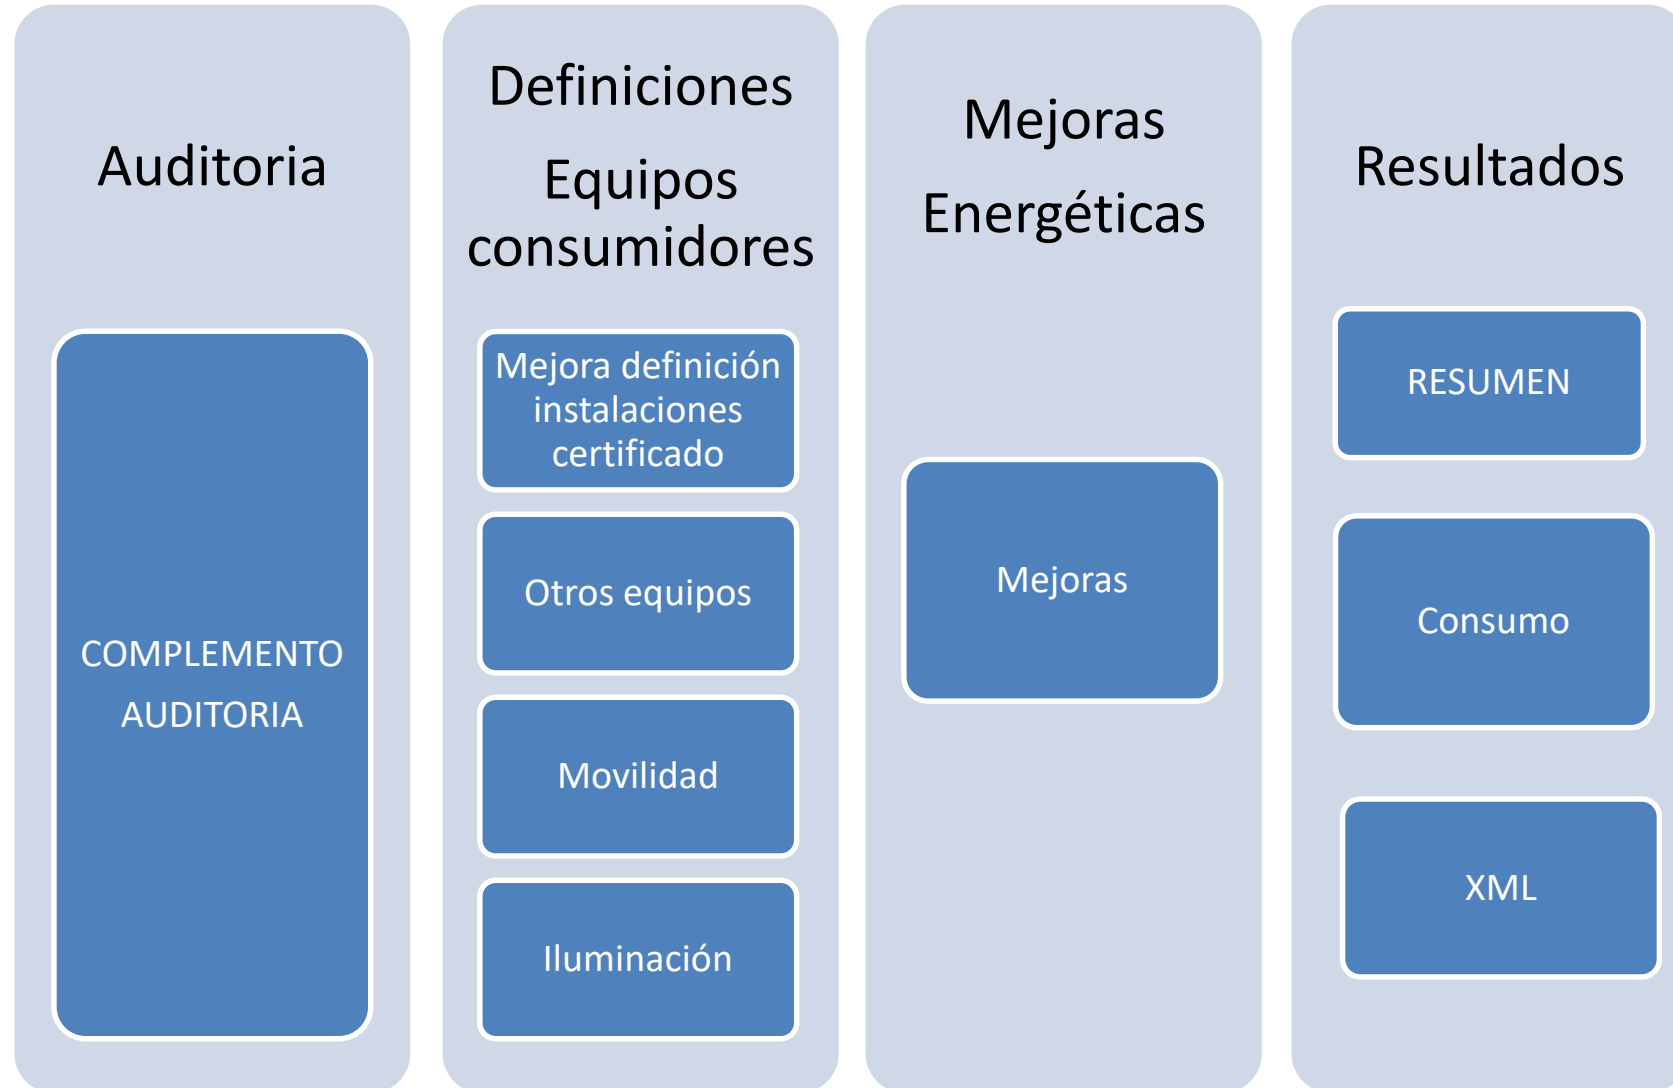 Auditoria
COMPLEMENTO
AUDITORIA
Definiciones
Equipos
consumidores
Mejora definición
instalaciones
certificado
Otros equipos
Movilidad
Iluminación
Mejoras
Energéticas
Mejoras
Resultados
RESUMEN
Consumo
XML